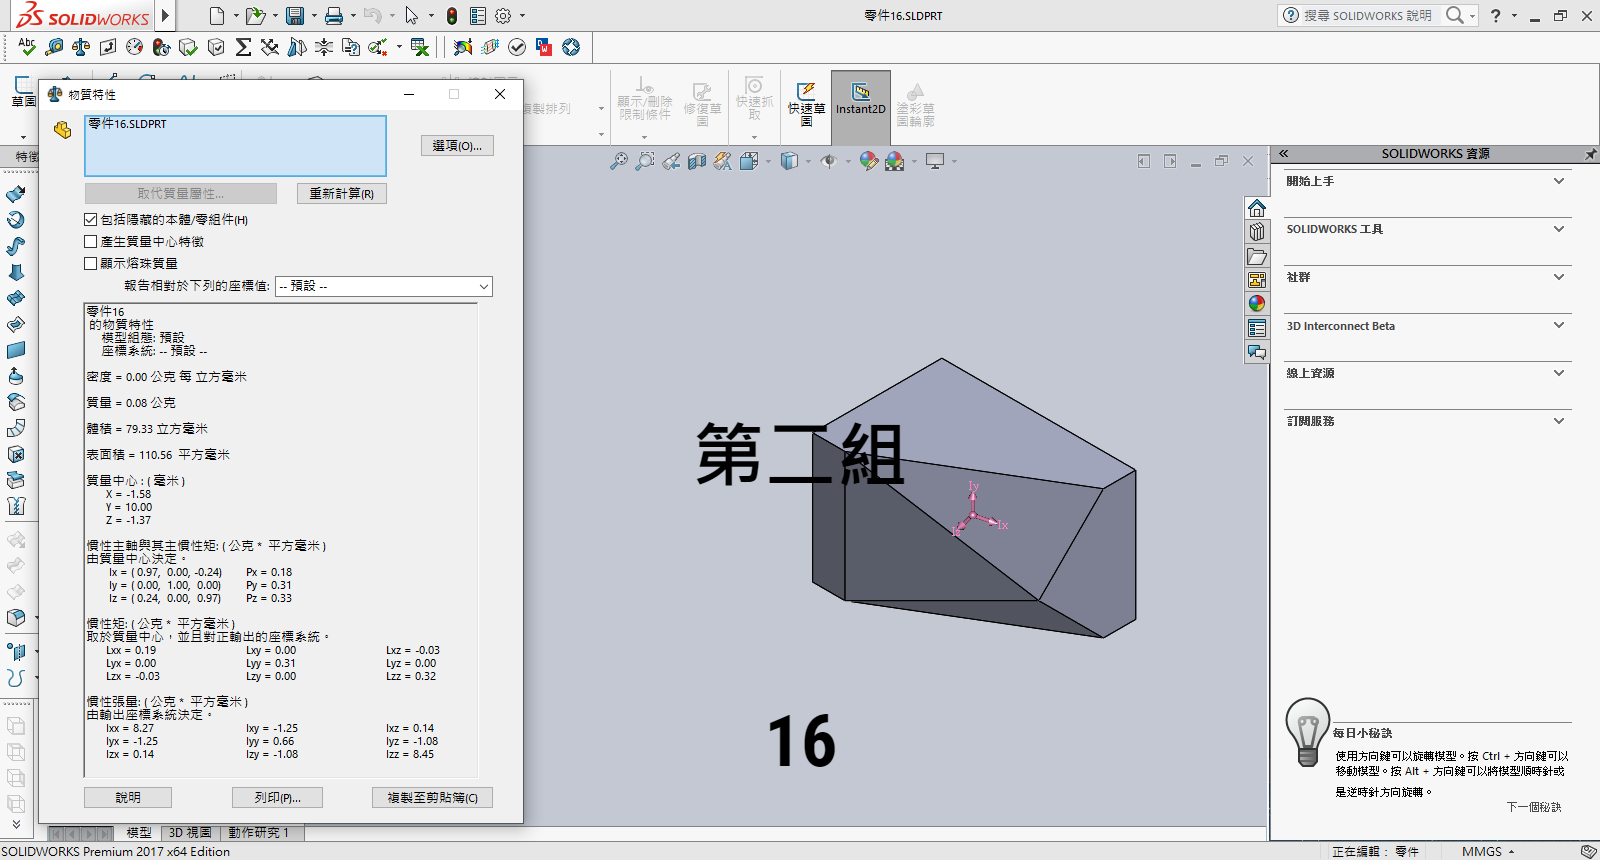 SOLIDWORKS
零件16.SLDPRT
搜尋 SOLIDWORKS 說明
草圖
複製排列
顯示/刪除
限制條件
修復草
圖
快速抓
取
快速草
圖
Instant2D
塗彩草
圖輪廓
特徵
物質特性
零件16.SLDPRT
選項(O)...
取代質量屬性...
重新計算(R)
包括隱藏的本體/零組件(H)
產生質量中心特徵
顯示熔珠質量
報告相對於下列的座標值:
-- 預設 --
零件16
的物質特性
模型組態: 預設
座標系統: -- 預設 --
密度 = 0.00 公克 每 立方毫米
質量 = 0.08 公克
體積 = 79.33 立方毫米
表面積 = 110.56 平方毫米
質量中心 : ( 毫米 )
X = -1.58
Y = 10.00
Z = -1.37
慣性主軸與其主慣性矩: ( 公克 * 平方毫米 )
由質量中心決定。
Ix = ( 0.97, 0.00, -0.24) Px = 0.18
Iy = ( 0.00, 1.00, 0.00) Py = 0.31
Iz = ( 0.24, 0.00, 0.97) Pz = 0.33
慣性矩: ( 公克 * 平方毫米 )
取於質量中心，並且對正輸出的座標系統。
Lxx = 0.19 Lxy = 0.00 Lxz = -0.03
Lyx = 0.00 Lyy = 0.31 Lyz = 0.00
Lzx = -0.03 Lzy = 0.00 Lzz = 0.32
慣性張量: ( 公克 * 平方毫米 )
由輸出座標系統決定。
Ixx = 8.27 Ixy = -1.25 Ixz = 0.14
Iyx = -1.25 Iyy = 0.66 Iyz = -1.08
Izx = 0.14 Izy = -1.08 Izz = 8.45
說明
列印(P)...
複製至剪貼簿(C)
第二組
Iy
Ix
Iz
16
SOLIDWORKS 資源
開始上手
SOLIDWORKS 工具
社群
3D Interconnect Beta
線上資源
訂閱服務
每日小秘訣
使用方向鍵可以旋轉模型。按 Ctrl + 方向鍵可以
移動模型。按 Alt + 方向鍵可以將模型順時針或
是逆時針方向旋轉。
下一個秘訣
模型 3D 視圖 動作研究 1
SOLIDWORKS Premium 2017 x64 Edition
正在編輯： 零件
MMGS